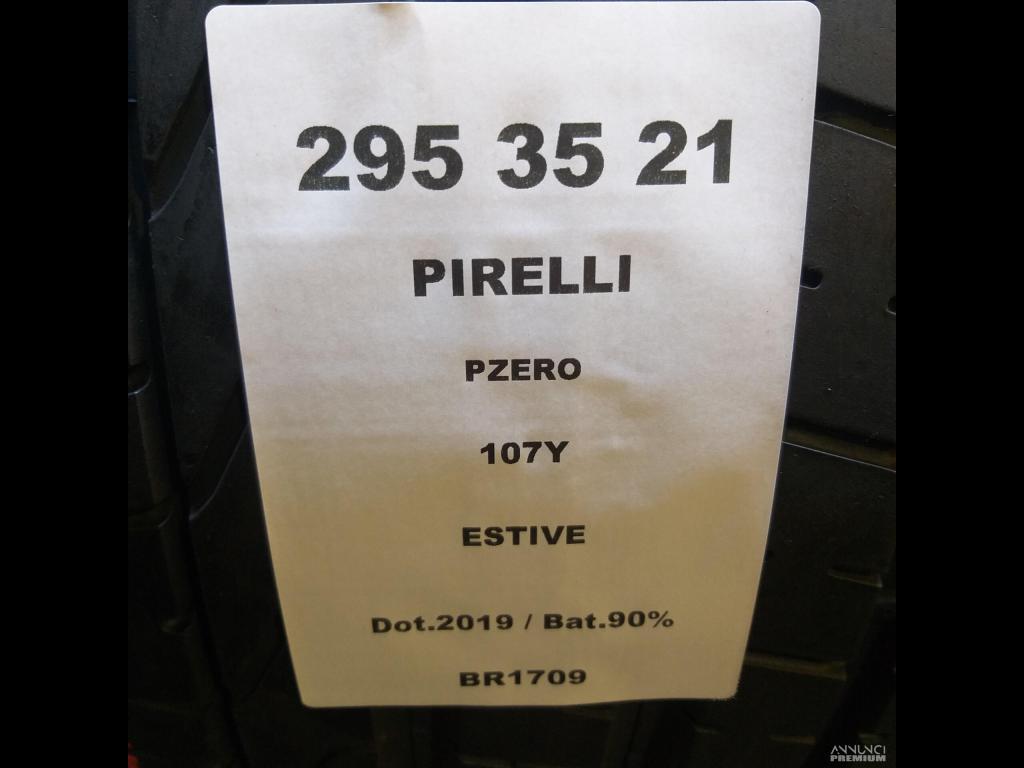 295 35 21
PIRELLI
PZERO
107Y
ESTIVE
Dot.2019 / Bat.90%
BR1709
ANNUNCI
PREMIUM